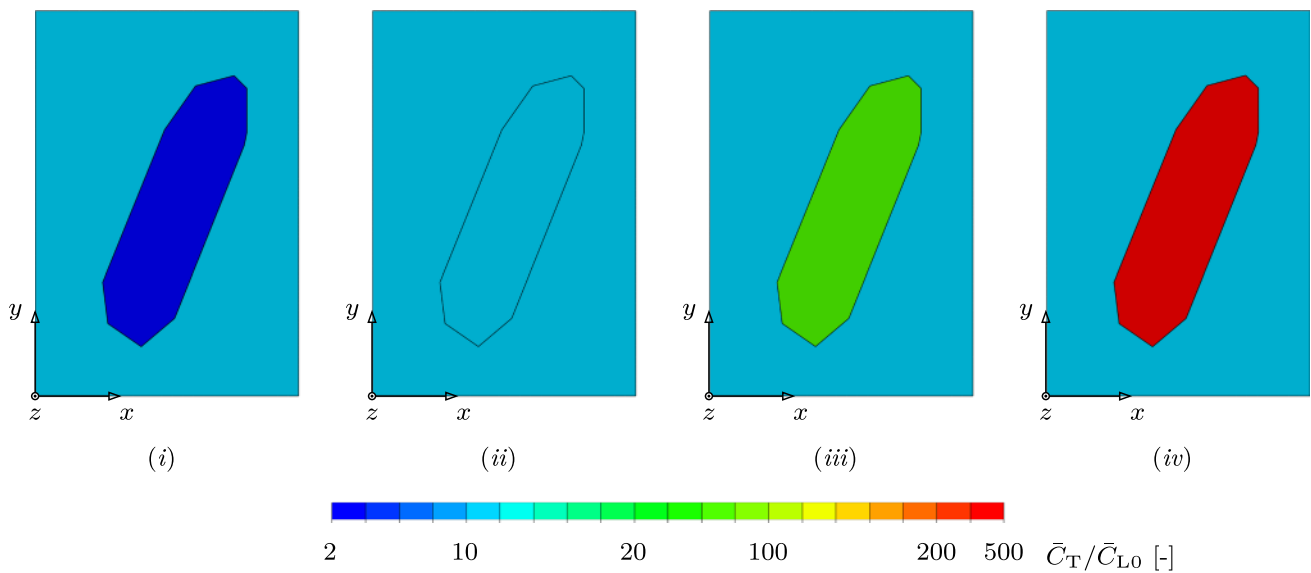 y y y y
z x z x z x z x
(i) (ii) (iii) (iv)
2 10 20 100 200 500 C̄T/C̄L0 [-]